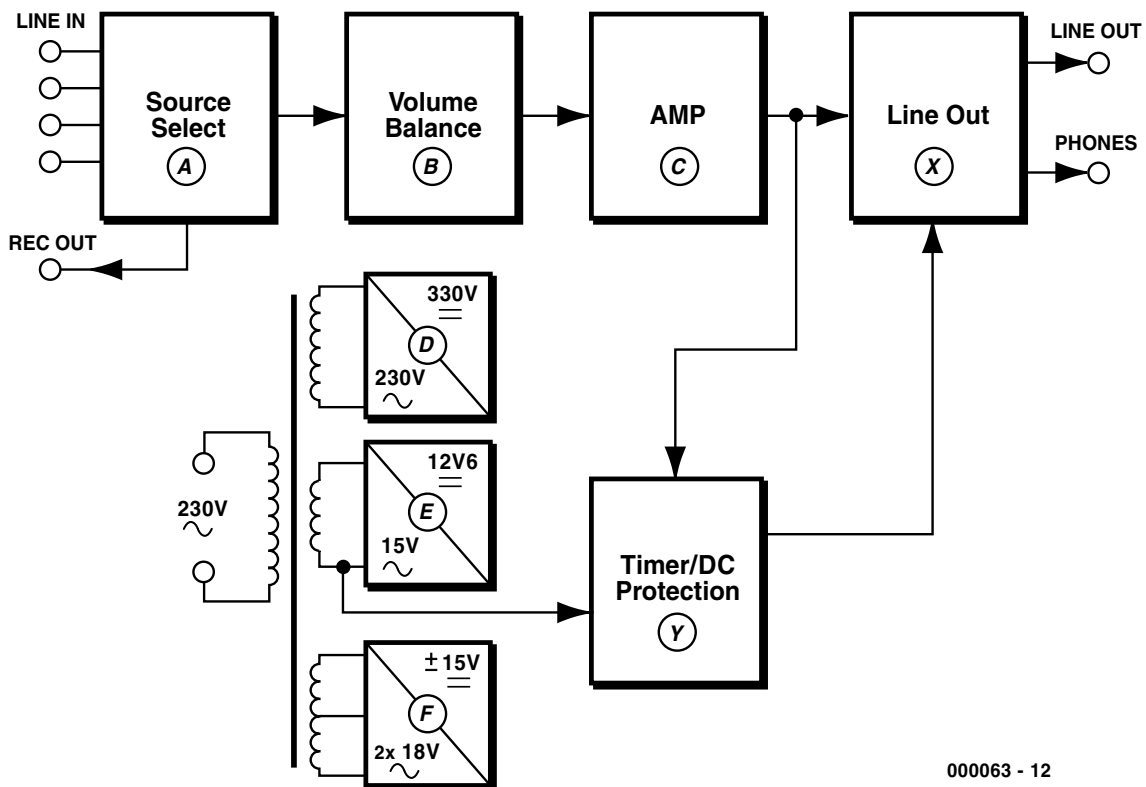 LINE IN
LINE OUT
Source
Select
A
Volume
Balance
B
AMP
C
Line Out
X
PHONES
REC OUT
330V
D
230V
12V6
E
15V
230V
Timer/DC
Protection
Y
± 15V
F
2x 18V
000063 - 12